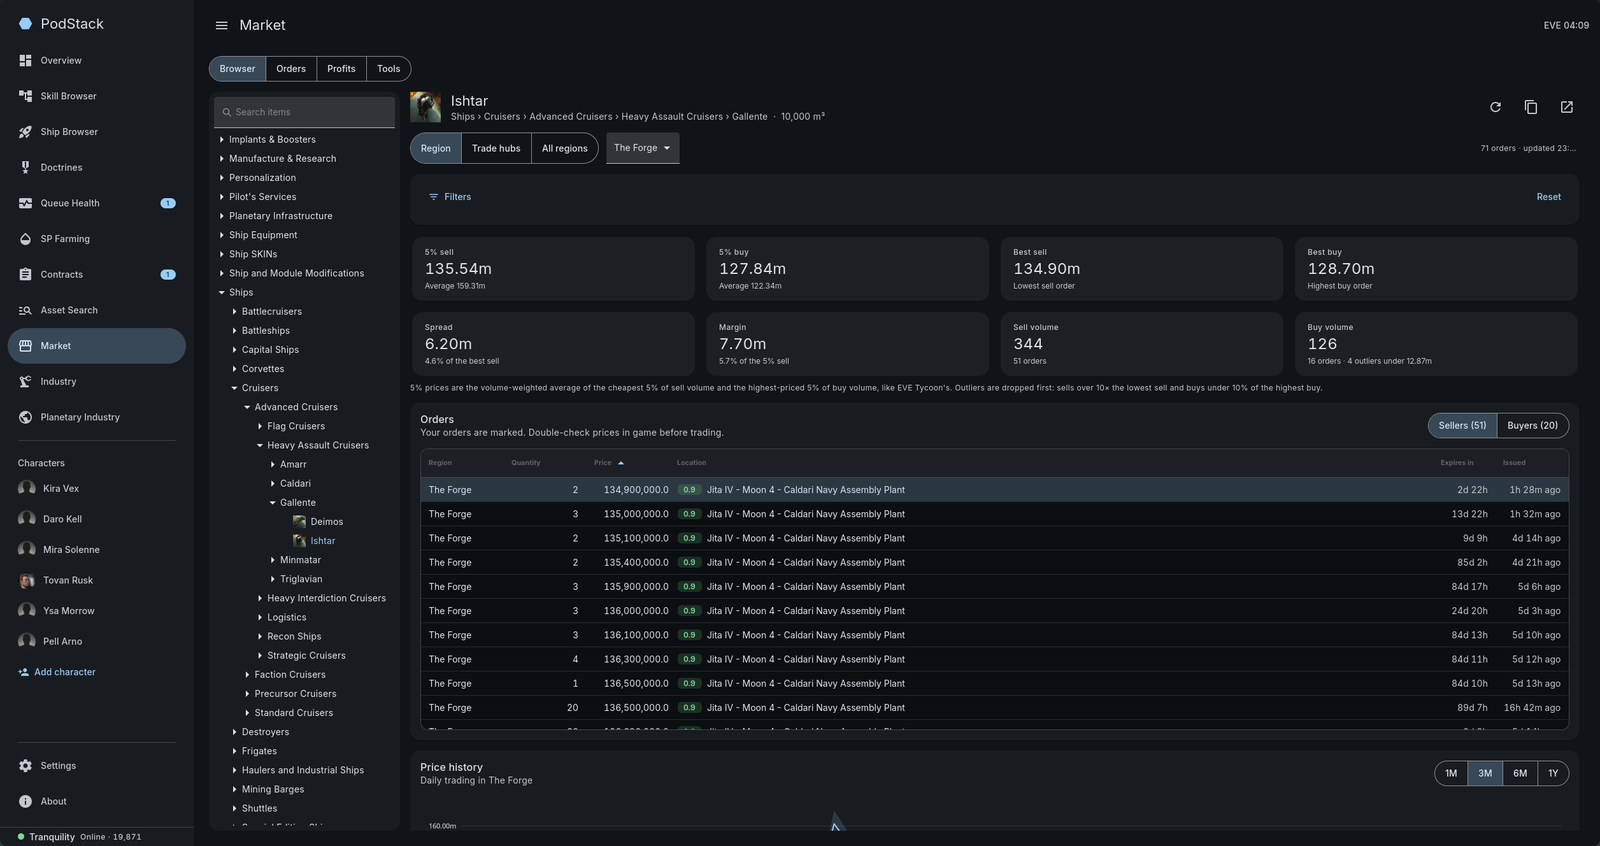 PodStack
Market
EVE 04:09
Overview
Skill Browser
Ship Browser
Doctrines
Queue Health 1
SP Farming
Contracts 1
Asset Search
Market
Industry
Planetary Industry
Characters
Kira Vex
Daro Kell
Mira Solenne
Tovan Rusk
Ysa Morrow
Pell Arno
Add character
Settings
About
Tranquility Online · 19,871
Browser Orders Profits Tools
Search items
Implants & Boosters
Manufacture & Research
Personalization
Pilot's Services
Planetary Infrastructure
Ship Equipment
Ship SKINs
Ship and Module Modifications
Ships
Battlecruisers
Battleships
Capital Ships
Corvettes
Cruisers
Advanced Cruisers
Flag Cruisers
Heavy Assault Cruisers
Amarr
Caldari
Gallente
Deimos
Ishtar
Minmatar
Triglavian
Heavy Interdiction Cruisers
Logistics
Recon Ships
Strategic Cruisers
Faction Cruisers
Precursor Cruisers
Standard Cruisers
Destroyers
Frigates
Haulers and Industrial Ships
Mining Barges
Shuttles
Ishtar
Ships › Cruisers › Advanced Cruisers › Heavy Assault Cruisers › Gallente · 10,000 m³
Region Trade hubs All regions The Forge
71 orders · updated 23:...
Filters
Reset
5% sell
135.54m
Average 159.31m
5% buy
127.84m
Average 122.34m
Best sell
134.90m
Lowest sell order
Best buy
128.70m
Highest buy order
Spread
6.20m
4.6% of the best sell
Margin
7.70m
5.7% of the 5% sell
Sell volume
344
51 orders
Buy volume
126
16 orders · 4 outliers under 12.87m
5% prices are the volume-weighted average of the cheapest 5% of sell volume and the highest-priced 5% of buy volume, like EVE Tycoon's. Outliers are dropped first: sells over 10× the lowest sell and buys under 10% of the highest buy.
Orders
Your orders are marked. Double-check prices in game before trading.
Sellers (51) Buyers (20)
Region Quantity Price Location Expires in Issued
The Forge 2 134,900,000.0 0.9 Jita IV - Moon 4 - Caldari Navy Assembly Plant 2d 22h 1h 28m ago
The Forge 3 135,000,000.0 0.9 Jita IV - Moon 4 - Caldari Navy Assembly Plant 13d 22h 1h 32m ago
The Forge 2 135,100,000.0 0.9 Jita IV - Moon 4 - Caldari Navy Assembly Plant 9d 9h 4d 14h ago
The Forge 2 135,400,000.0 0.9 Jita IV - Moon 4 - Caldari Navy Assembly Plant 85d 2h 4d 21h ago
The Forge 3 135,900,000.0 0.9 Jita IV - Moon 4 - Caldari Navy Assembly Plant 84d 17h 5d 6h ago
The Forge 3 136,000,000.0 0.9 Jita IV - Moon 4 - Caldari Navy Assembly Plant 24d 20h 5d 3h ago
The Forge 3 136,100,000.0 0.9 Jita IV - Moon 4 - Caldari Navy Assembly Plant 84d 13h 5d 10h ago
The Forge 4 136,300,000.0 0.9 Jita IV - Moon 4 - Caldari Navy Assembly Plant 84d 11h 5d 12h ago
The Forge 1 136,500,000.0 0.9 Jita IV - Moon 4 - Caldari Navy Assembly Plant 84d 10h 5d 13h ago
The Forge 20 136,500,000.0 0.9 Jita IV - Moon 4 - Caldari Navy Assembly Plant 89d 7h 16h 42m ago
Price history
Daily trading in The Forge
1M 3M 6M 1Y
160.00m